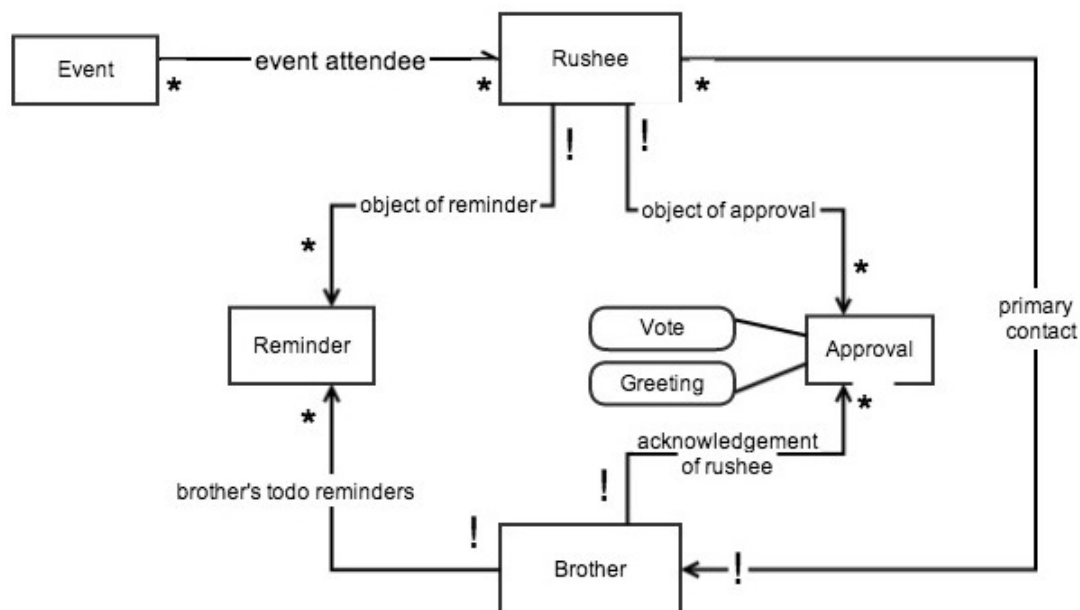 Event
event attendee
Rushee
*
*
*
!
!
object of reminder
object of approval
*
*
primary
contact
Reminder
Vote
Approval
Greeting
*
*
acknowledgement
of rushee
brother's todo reminders
!
!
Brother
!